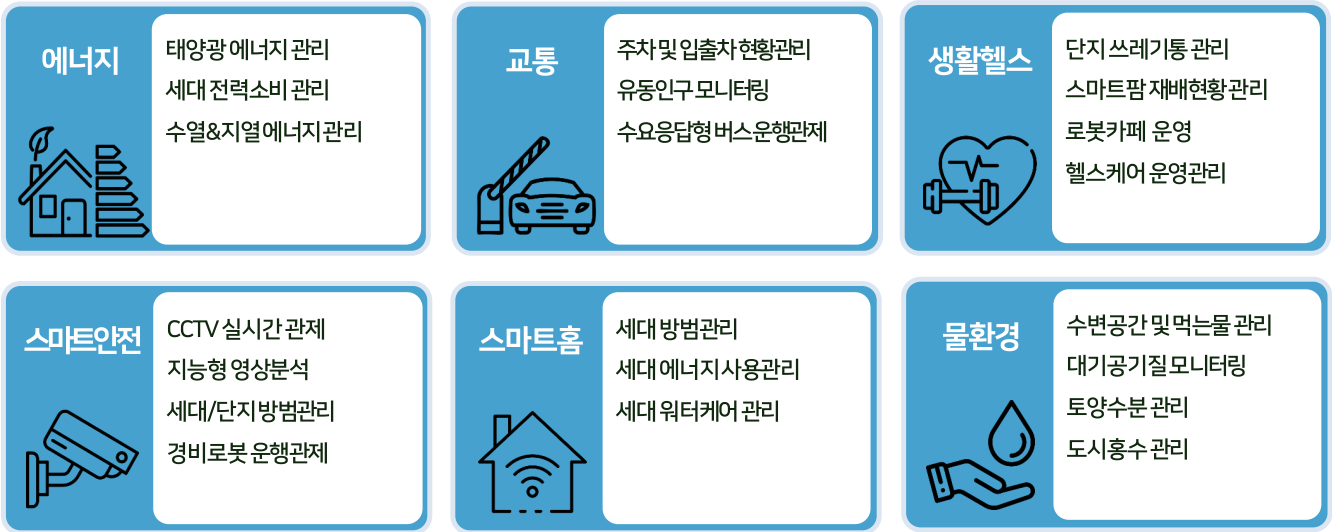 에너지
태양광 에너지 관리
세대 전력소비 관리
수열&지열 에너지 관리
교통
주차 및 입출차 현황관리
유동인구 모니터링
수요응답형 버스 운행관제
생활헬스
단지 쓰레기통 관리
스마트팜 재배현황 관리
로봇카페 운영
헬스케어 운영관리
스마트안전
CCTV 실시간 관제
지능형 영상분석
세대/단지 방범관리
경비로봇 운행관제
스마트홈
세대 방범관리
세대 에너지 사용관리
세대 워터케어 관리
물환경
수변공간 및 먹는물 관리
대기공기질 모니터링
토양수분 관리
도시홍수 관리